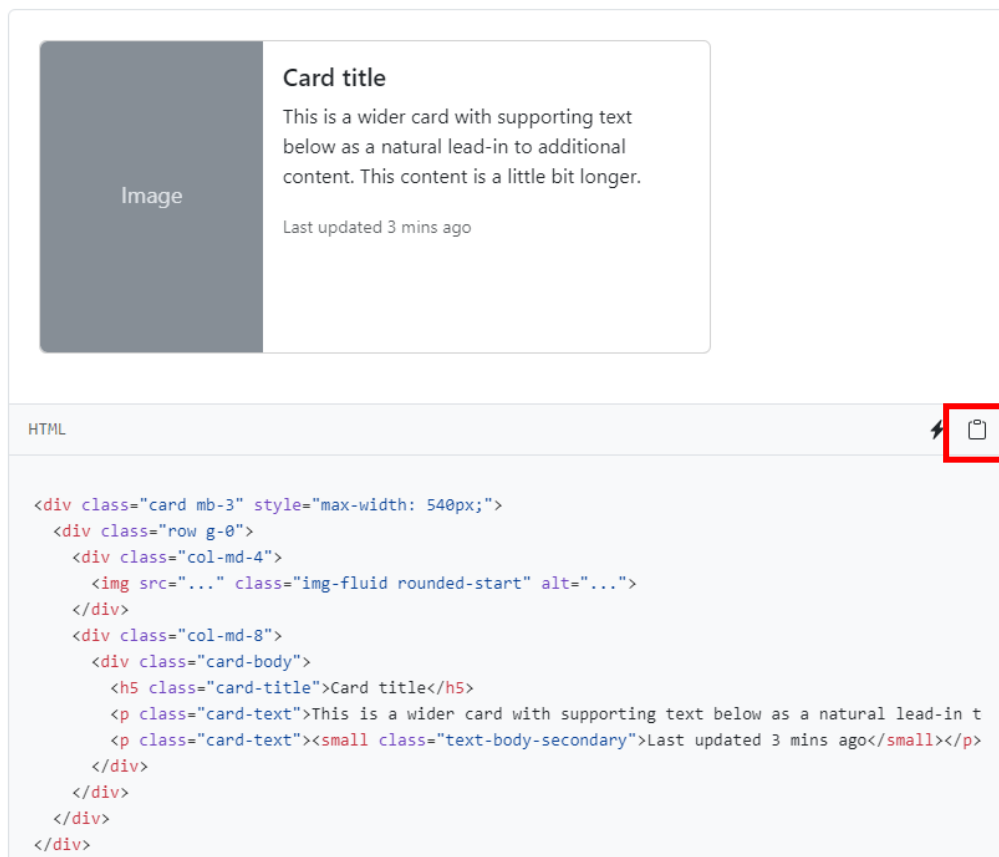 Image
Card title
This is a wider card with supporting text
below as a natural lead-in to additional
content. This content is a little bit longer.
Last updated 3 mins ago
HTML
<div class="card mb-3" style="max-width: 540px;">
  <div class="row g-0">
    <div class="col-md-4">
      <img src="..." class="img-fluid rounded-start" alt="...">
    </div>
    <div class="col-md-8">
      <div class="card-body">
        <h5 class="card-title">Card title</h5>
        <p class="card-text">This is a wider card with supporting text below as a natural lead-in t
        <p class="card-text"><small class="text-body-secondary">Last updated 3 mins ago</small></p>
      </div>
    </div>
  </div>
</div>